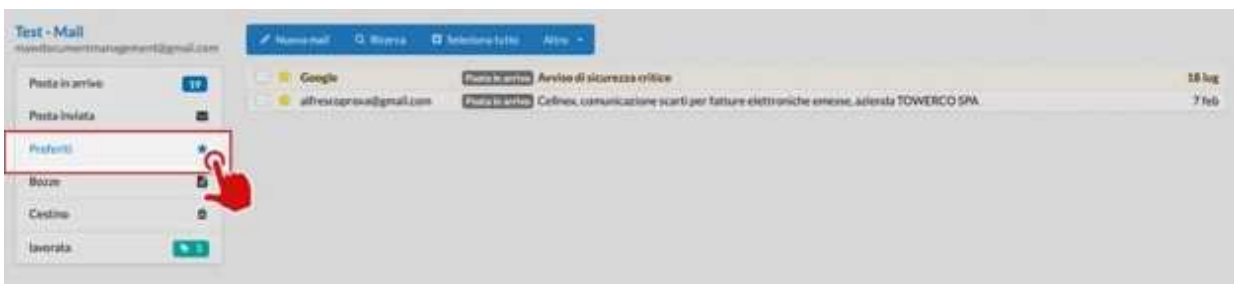 Test - Mail
Nuova mail Ricerca Seleziona tutto Altro
Posta in arrivo 19
Google Posta in arrivo Avviso di sicurezza critico 18 lug
alfrescoprova@gmail.com Posta in arrivo Cellnex, comunicazione scarti per fatture elettroniche emesse, azienda TOWERCO SPA 7 feb
Posta inviata
Preferiti
Bozze
Cestino
lavorata